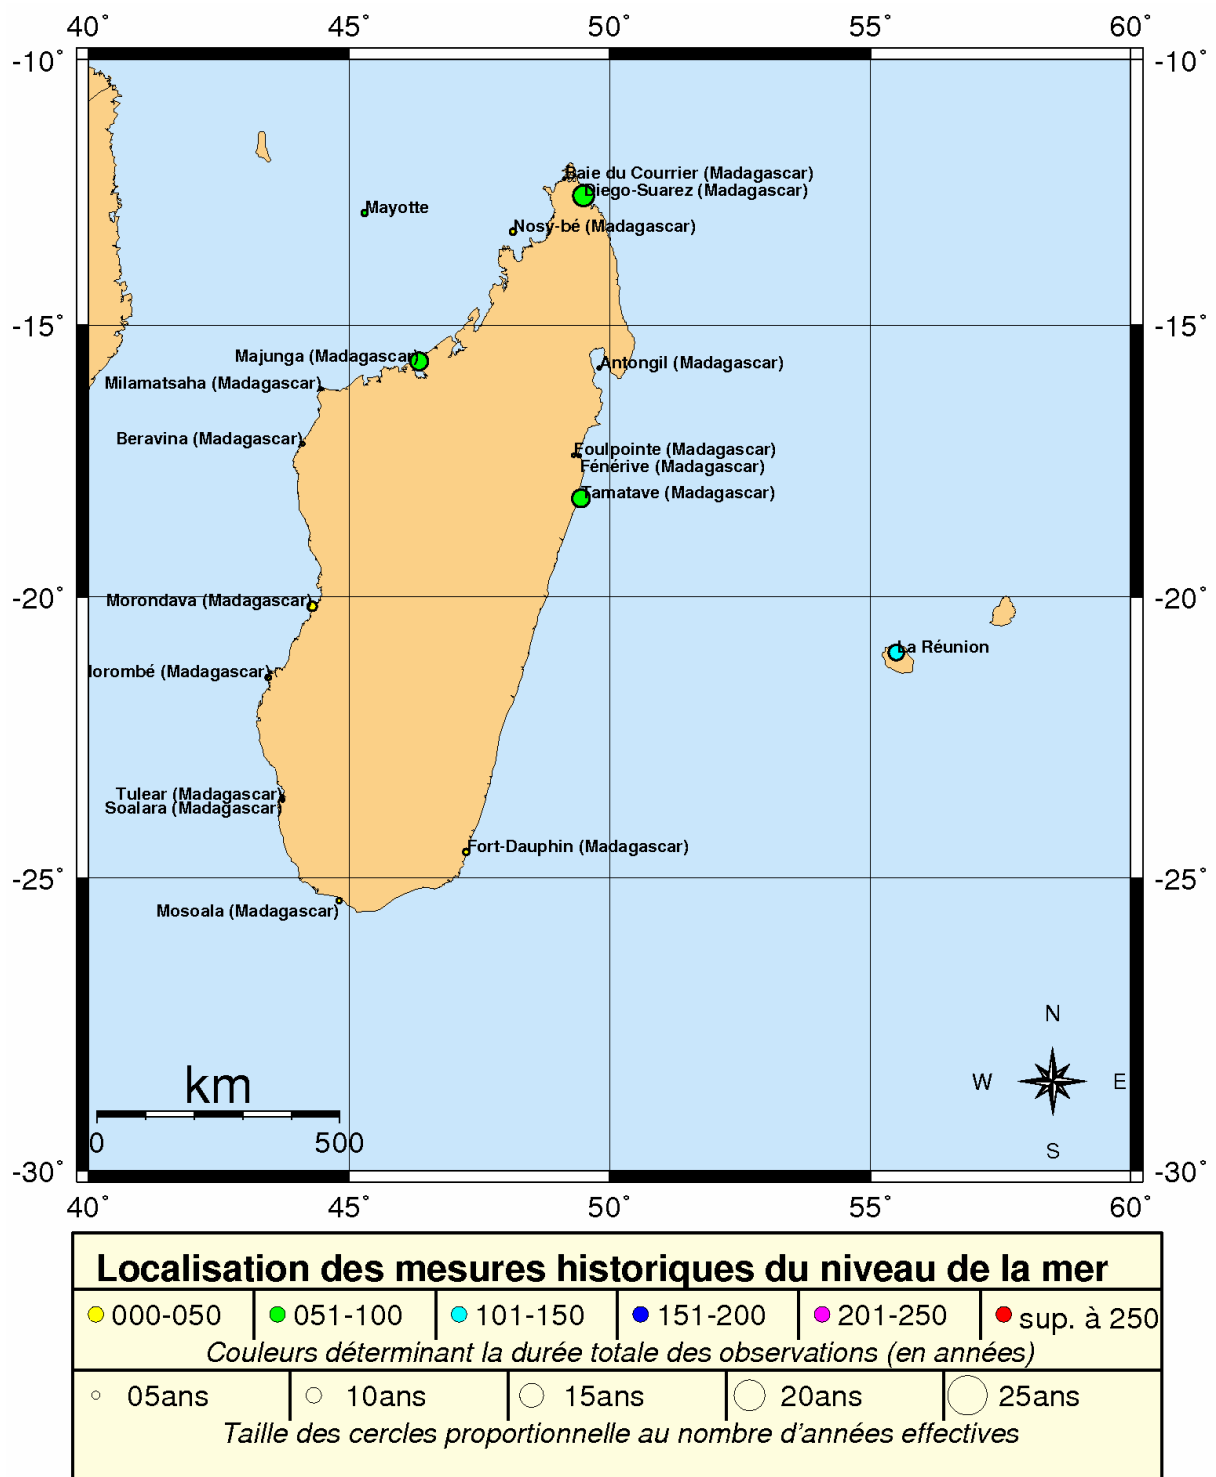 40° 45° 50° 55° 60°
-10° -10°
Baie du Courrier (Madagascar)
Diego-Suarez (Madagascar)
Mayotte
Nosy-bé (Madagascar)
-15° -15°
Majunga (Madagascar)
Antongil (Madagascar)
Milamatsaha (Madagascar)
Beravina (Madagascar)
Foulpointe (Madagascar)
Fénérive (Madagascar)
Tamatave (Madagascar)
-20° -20°
Morondava (Madagascar)
La Réunion
lorombé (Madagascar)
Tulear (Madagascar)
Soalara (Madagascar)
Fort-Dauphin (Madagascar)
-25° -25°
Mosoala (Madagascar)
N
W E
S
km
0 500
-30° -30°
40° 45° 50° 55° 60°
Localisation des mesures historiques du niveau de la mer
000-050 051-100 101-150 151-200 201-250 sup. à 250
Couleurs déterminant la durée totale des observations (en années)
05ans 10ans 15ans 20ans 25ans
Taille des cercles proportionnelle au nombre d'années effectives